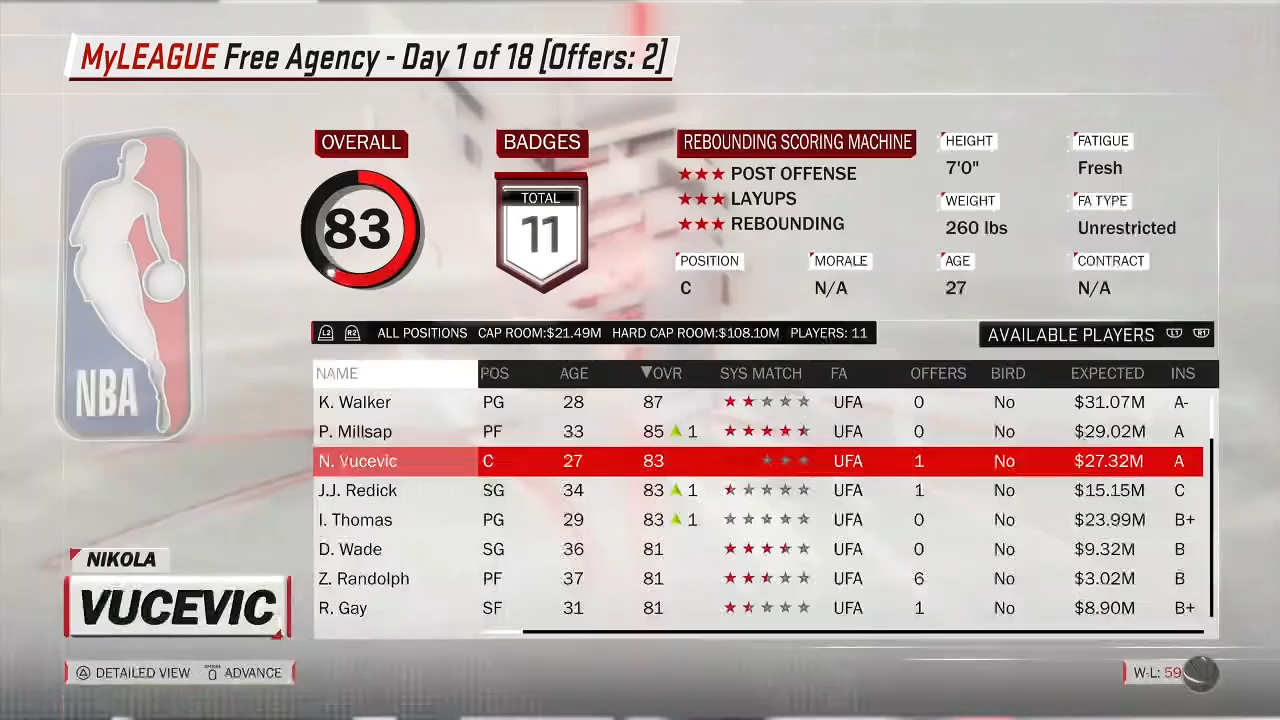 MyLEAGUE Free Agency - Day 1 of 18 [Offers: 2]
OVERALL
83
BADGES
TOTAL
11
REBOUNDING SCORING MACHINE
★★★ POST OFFENSE
★★★ LAYUPS
★★★ REBOUNDING
HEIGHT
7'0"
FATIGUE
Fresh
WEIGHT
260 lbs
FA TYPE
Unrestricted
POSITION
C
MORALE
N/A
AGE
27
CONTRACT
N/A
NBA
L2 R2 ALL POSITIONS CAP ROOM:$21.49M HARD CAP ROOM:$108.10M PLAYERS: 11
AVAILABLE PLAYERS L1 R1
NAME POS AGE ▼OVR SYS MATCH FA OFFERS BIRD EXPECTED INS
K. Walker PG 28 87 UFA 0 No $31.07M A-
P. Millsap PF 33 85 1 UFA 0 No $29.02M A
N. Vucevic C 27 83 UFA 1 No $27.32M A
J.J. Redick SG 34 83 1 UFA 1 No $15.15M C
I. Thomas PG 29 83 1 UFA 0 No $23.99M B+
D. Wade SG 36 81 UFA 0 No $9.32M B
Z. Randolph PF 37 81 UFA 6 No $3.02M B
R. Gay SF 31 81 UFA 1 No $8.90M B+
NIKOLA
VUCEVIC
DETAILED VIEW OPTIONS ADVANCE
W-L: 59